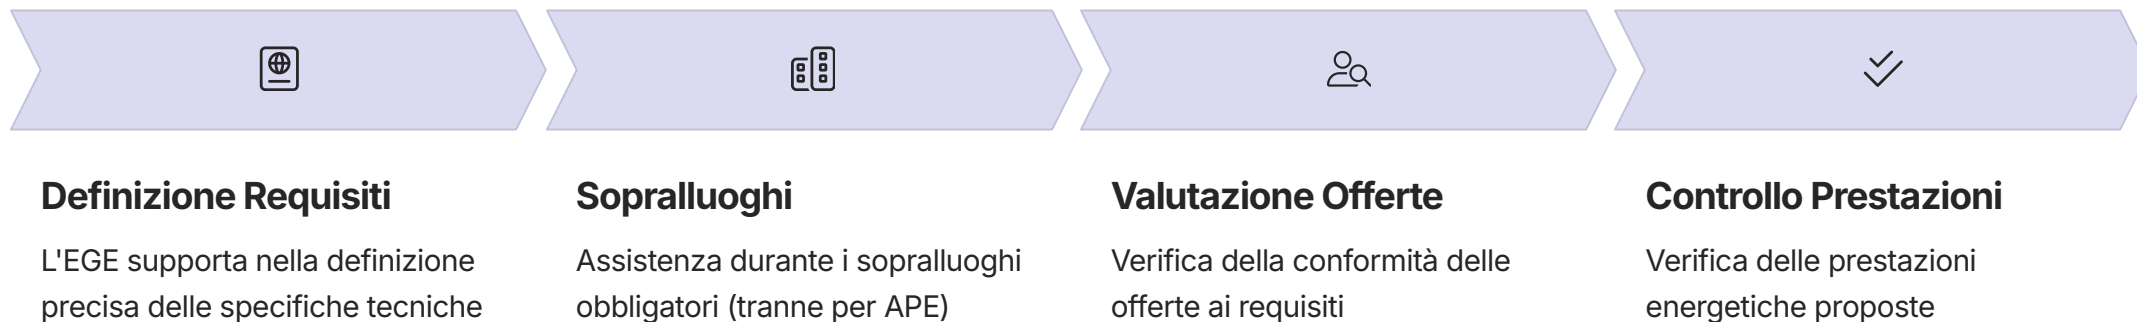 Definizione Requisiti
L'EGE supporta nella definizione
precisa delle specifiche tecniche
Sopralluoghi
Assistenza durante i sopralluoghi
obbligatori (tranne per APE)
Valutazione Offerte
Verifica della conformità delle
offerte ai requisiti
Controllo Prestazioni
Verifica delle prestazioni
energetiche proposte